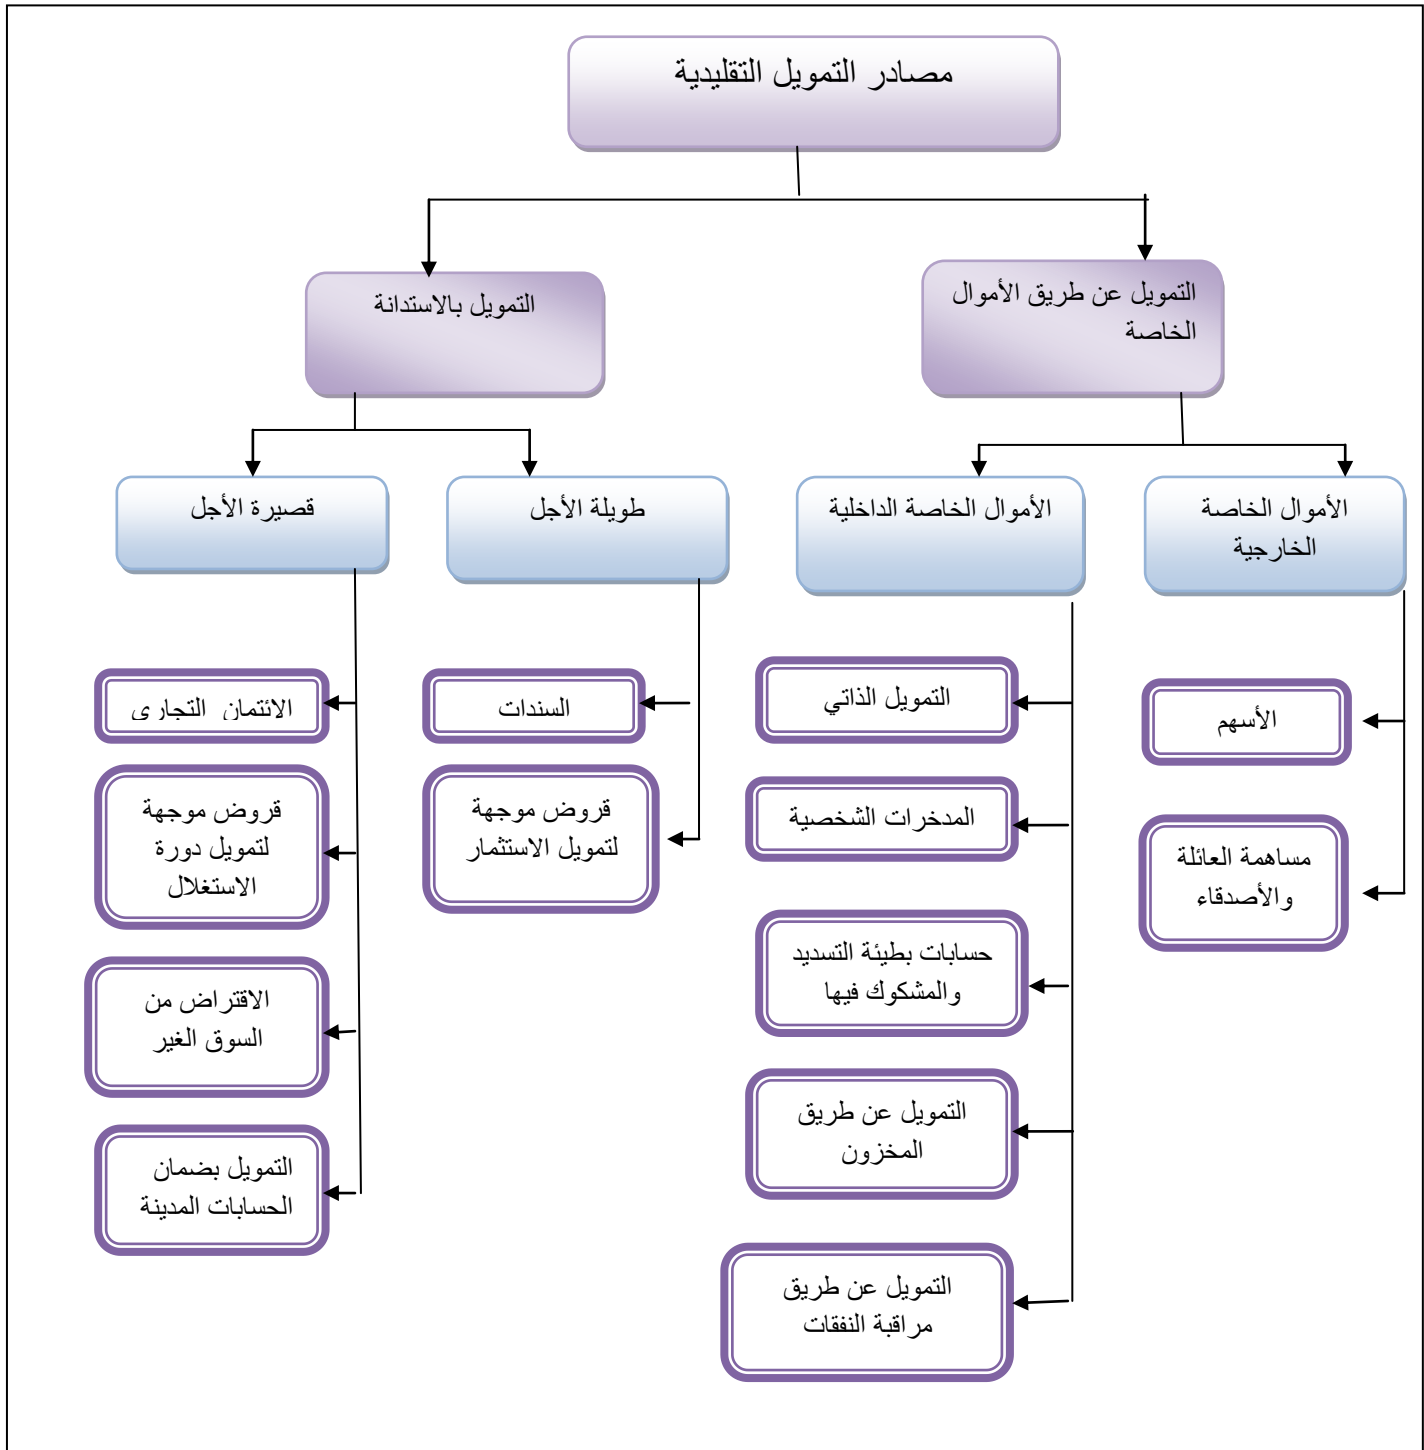 مصادر التمويل التقليدية
التمويل عن طريق الأموال
الخاصة
التمويل بالاستدانة
الأموال الخاصة
الخارجية
الأموال الخاصة الداخلية
طويلة الأجل
قصيرة الأجل
الأسهم
مساهمة العائلة
والأصدقاء
التمويل الذاتي
المدخرات الشخصية
حسابات بطيئة التسديد
والمشكوك فيها
التمويل عن طريق
المخزون
التمويل عن طريق
مراقبة النفقات
السندات
قروض موجهة
لتمويل الاستثمار
الائتمان التجاري
قروض موجهة
لتمويل دورة
الاستغلال
الاقتراض من
السوق الغير
التمويل بضمان
الحسابات المدينة